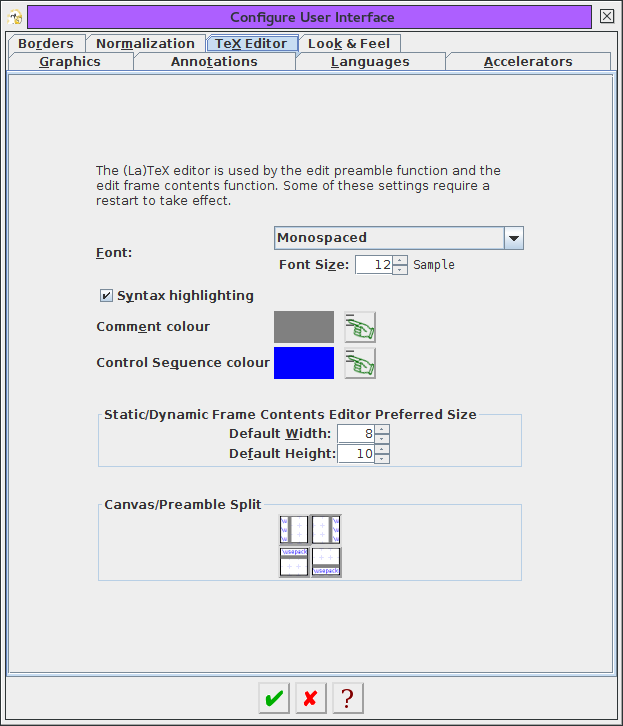 Configure User Interface
Borders Normalization TeX Editor Look & Feel
Graphics Annotations Languages Accelerators
The (La)TeX editor is used by the edit preamble function and the
edit frame contents function. Some of these settings require a
restart to take effect.
Font: Monospaced
Font Size: 12 Sample
Syntax highlighting
Comment colour
Control Sequence colour
Static/Dynamic Frame Contents Editor Preferred Size
Default Width: 8
Default Height: 10
Canvas/Preamble Split
\usepack
\usepack
?